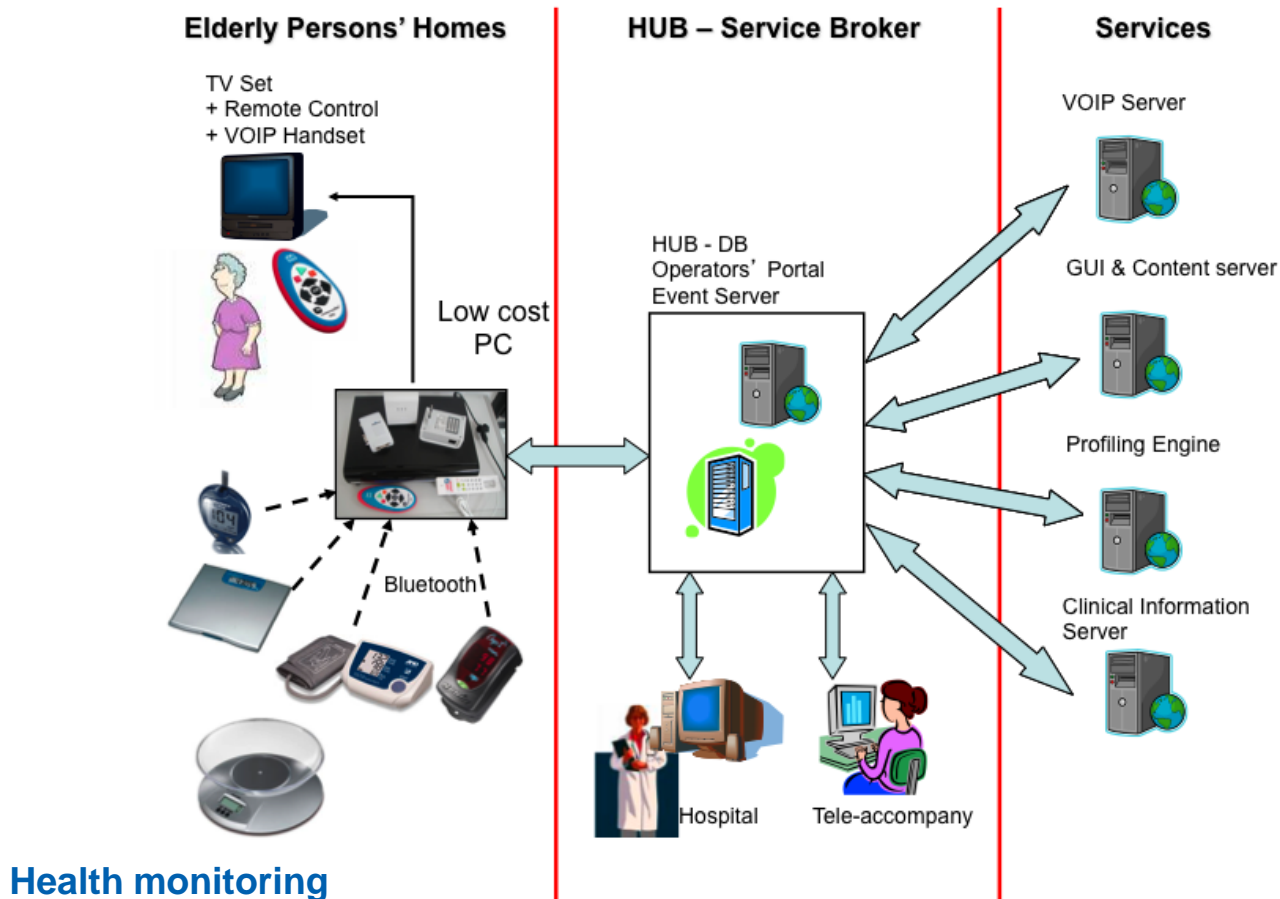 Elderly Persons’ Homes
HUB – Service Broker
Services
TV Set
+ Remote Control
+ VOIP Handset
Low cost
PC
Bluetooth
104
HUB - DB
Operators’ Portal
Event Server
Hospital
Tele-accompany
VOIP Server
GUI & Content server
Profiling Engine
Clinical Information
Server
Health monitoring